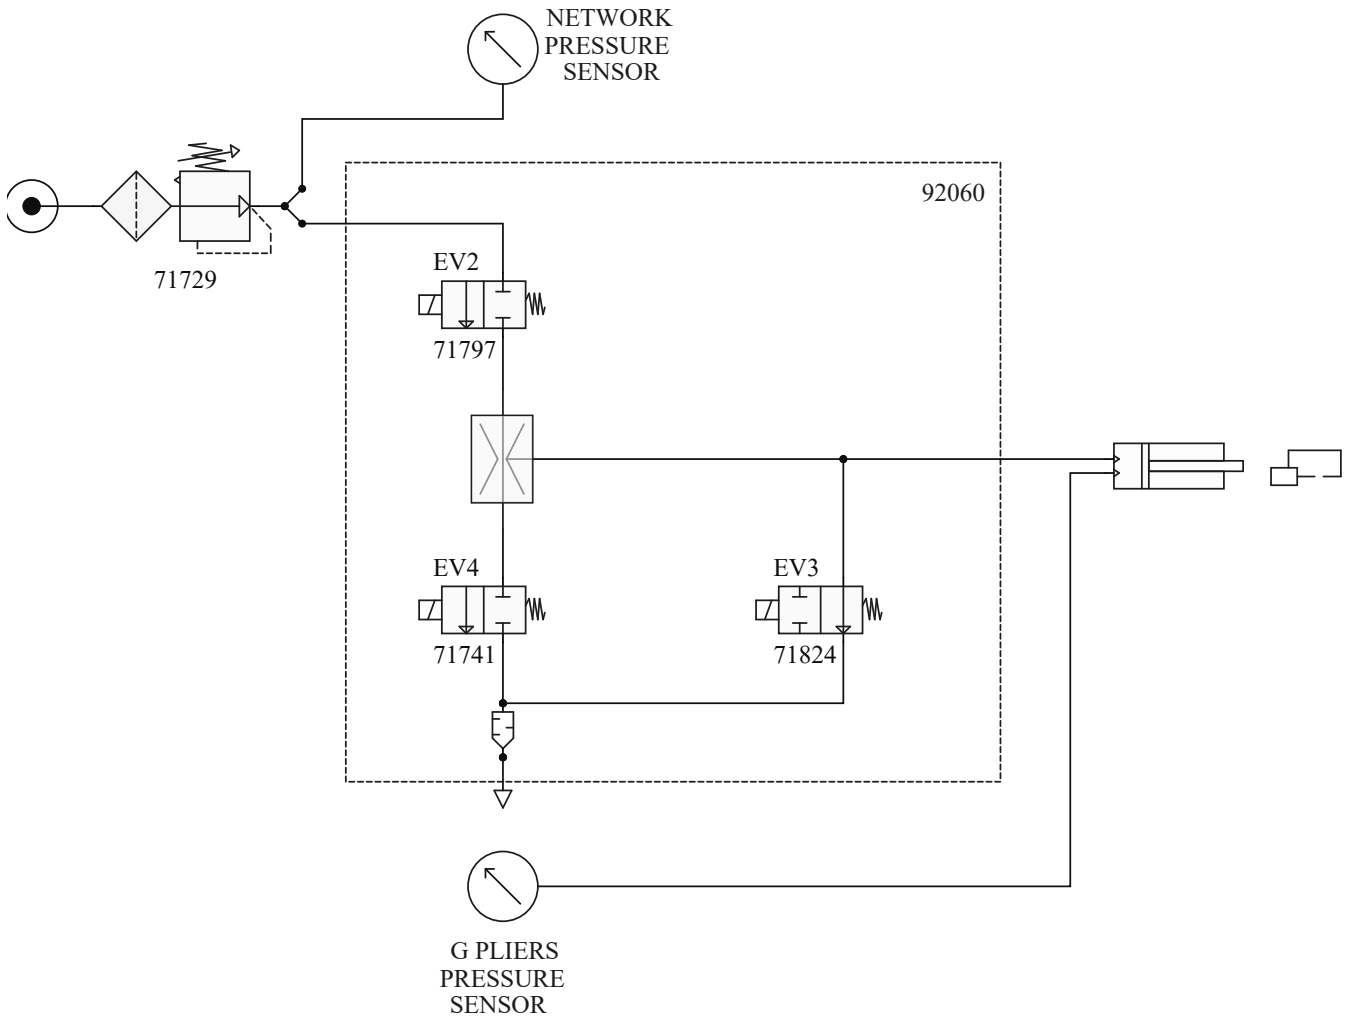 NETWORK
PRESSURE
SENSOR
92060
71729
EV2
71797
EV4
71741
EV3
71824
G PLIERS
PRESSURE
SENSOR